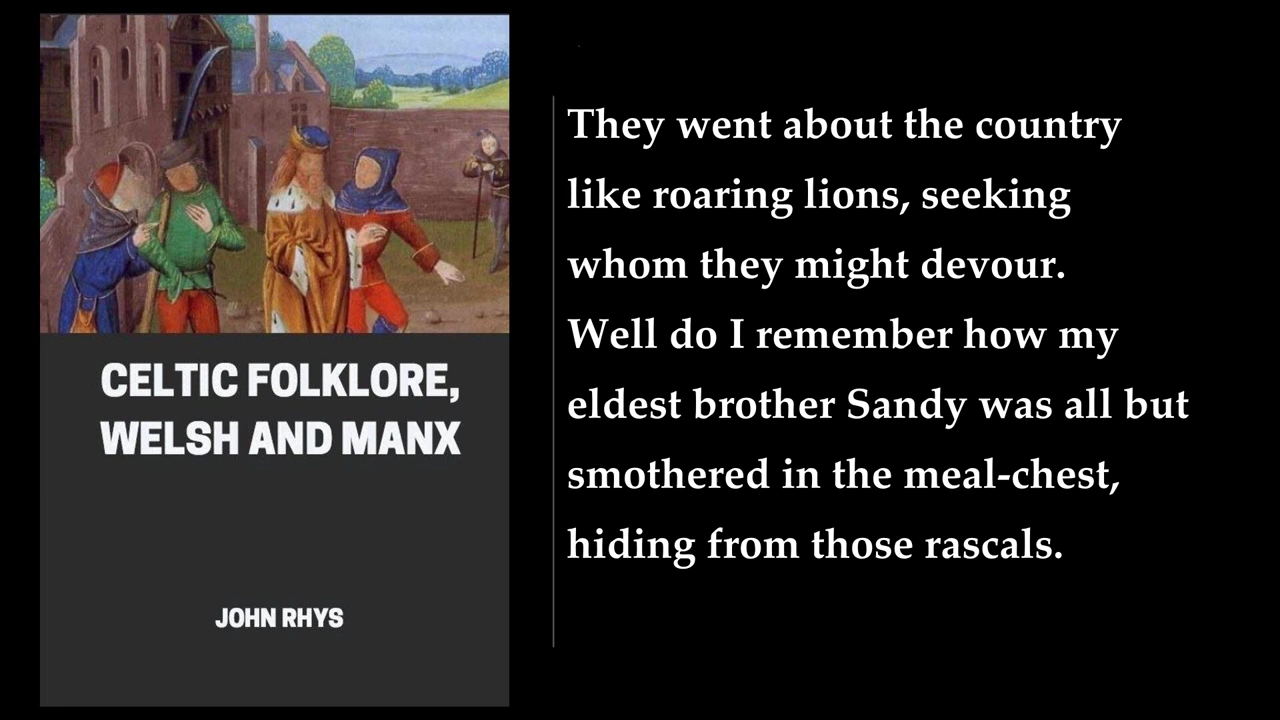 CELTIC FOLKLORE,
WELSH AND MANX
JOHN RHYS
They went about the country
like roaring lions, seeking
whom they might devour.
Well do I remember how my
eldest brother Sandy was all but
smothered in the meal-chest,
hiding from those rascals.